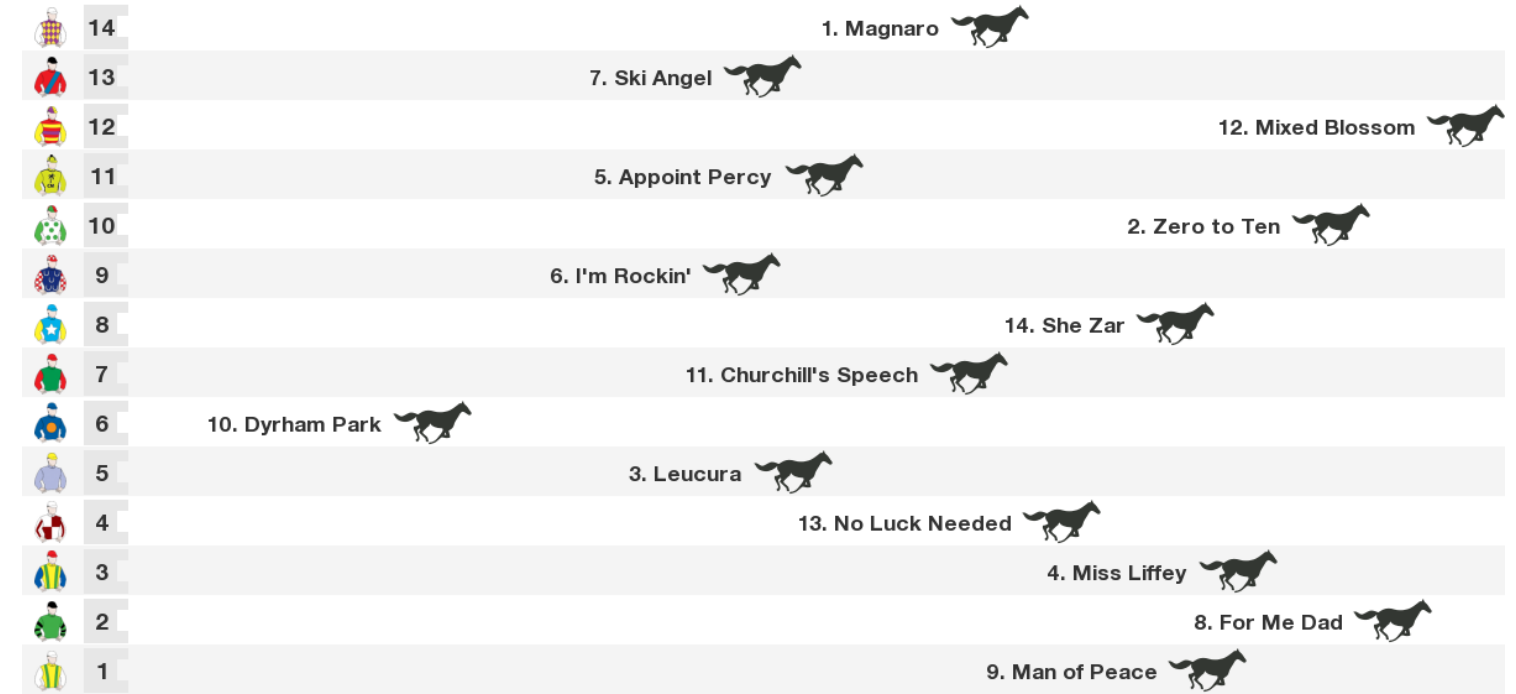 14 1. Magnaro
13 7. Ski Angel
12 12. Mixed Blossom
11 5. Appoint Percy
10 2. Zero to Ten
9 6. I'm Rockin'
8 14. She Zar
7 11. Churchill's Speech
6 10. Dyrham Park
5 3. Leucura
4 13. No Luck Needed
3 4. Miss Liffey
2 8. For Me Dad
1 9. Man of Peace